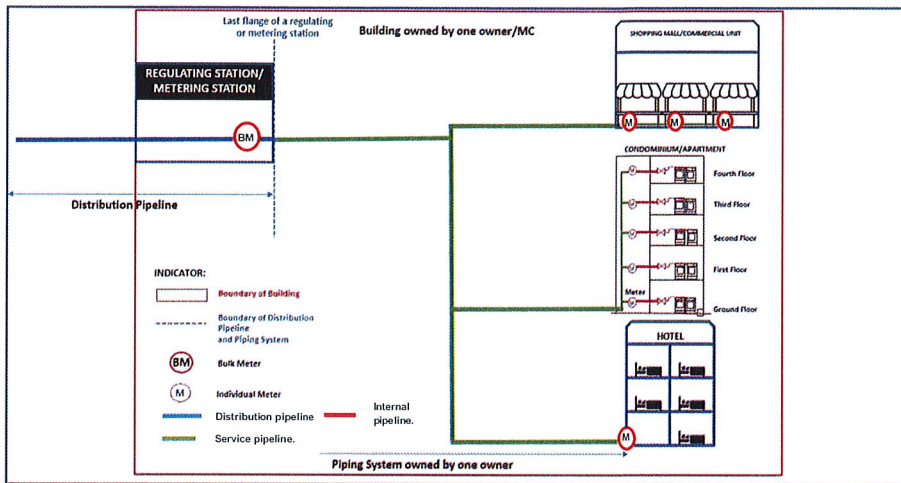 Last flange of a regulating
or metering station
Building owned by one owner/MC
SHOPPING MALL/COMMERCIAL UNIT
REGULATING STATION/
METERING STATION
BM
M
M
M
CONDOMINIUM/APARTMENT
M
Fourth Floor
M
Third Floor
M
Second Floor
M
First Floor
Meter
M
Ground Floor
Distribution Pipeline
INDICATOR:
Boundary of Building
Boundary of Distribution
Pipeline
and Piping System
BM
Bulk Meter
M
Individual Meter
Distribution pipeline
Internal
pipeline.
Service pipeline.
HOTEL
M
Piping System owned by one owner